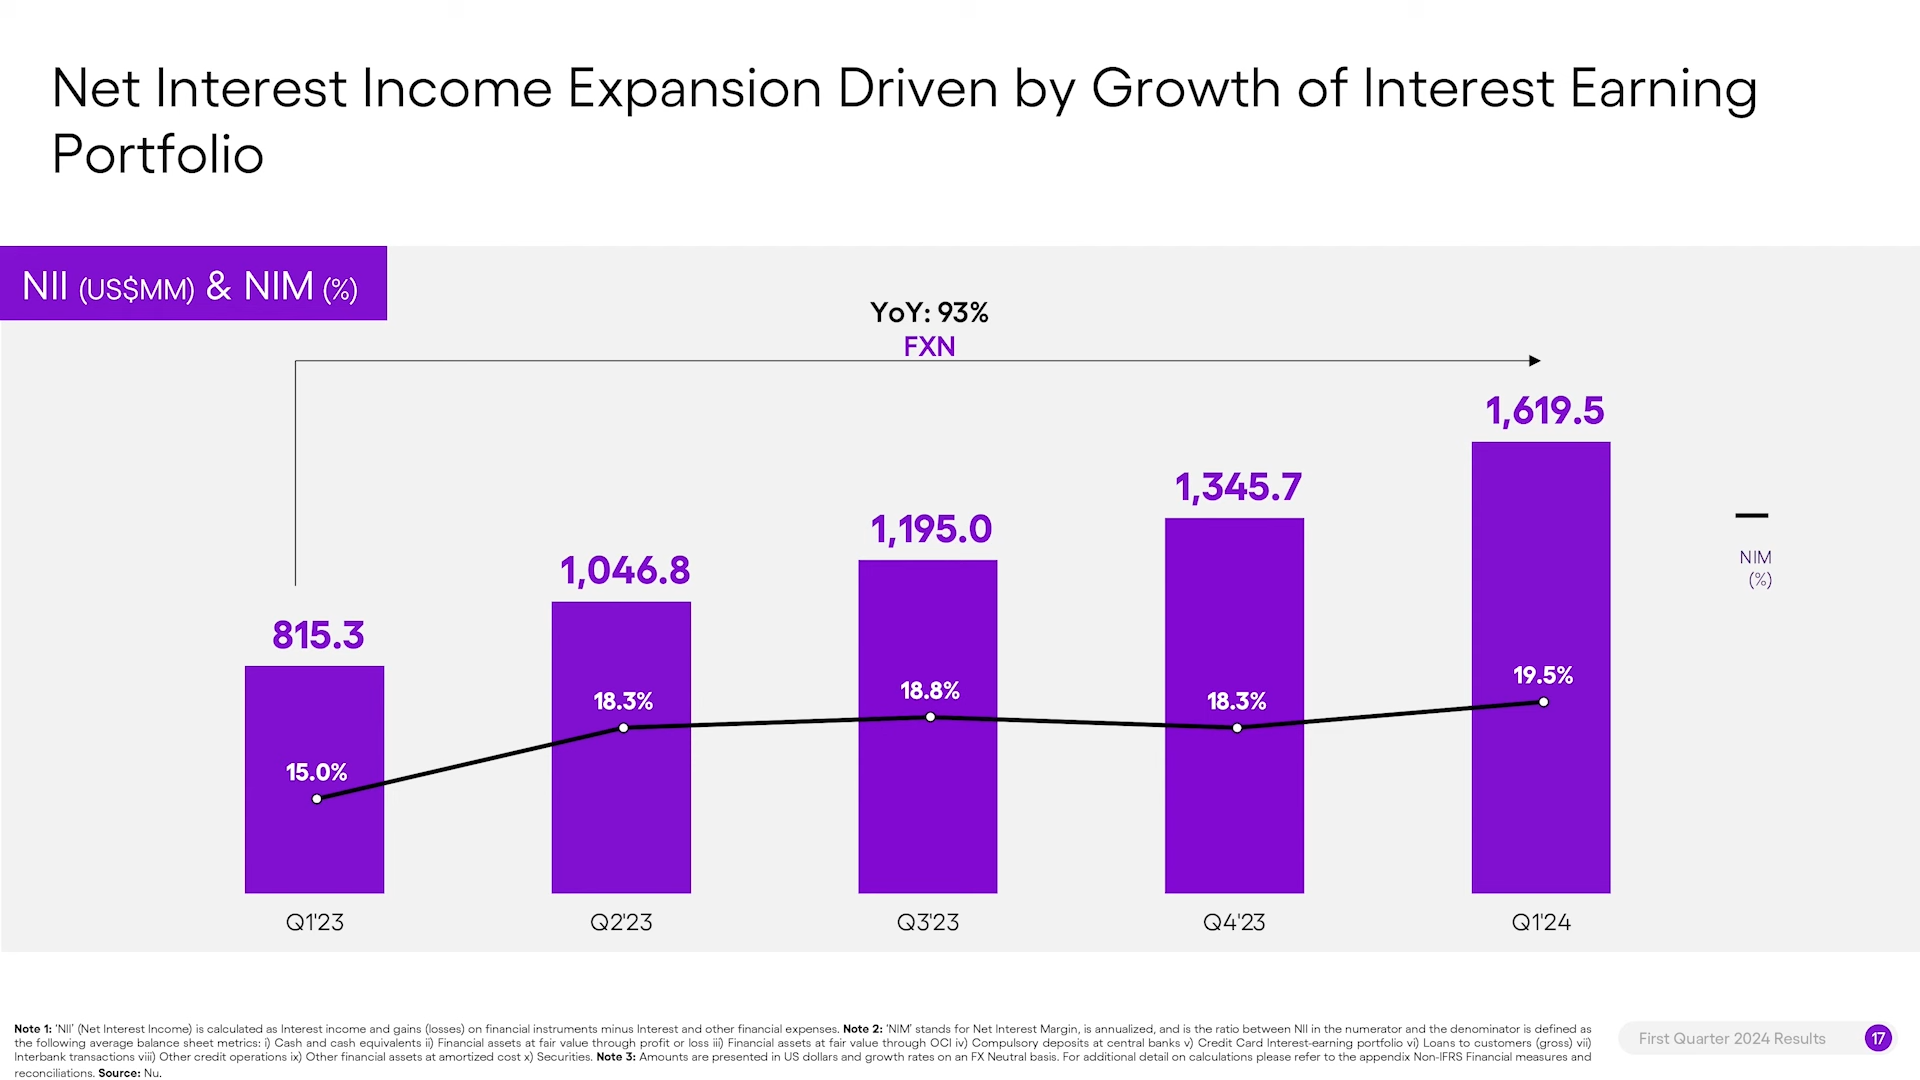 Net Interest Income Expansion Driven by Growth of Interest Earning
Portfolio
NII (US$MM) & NIM (%)
YoY: 93%
FXN
815.3
1,046.8
1,195.0
1,345.7
1,619.5
NIM
(%)
15.0%
18.3%
18.8%
18.3%
19.5%
Q1'23
Q2'23
Q3'23
Q4'23
Q1'24
Note 1: 'NII' (Net Interest Income) is calculated as Interest income and gains (losses) on financial instruments minus Interest and other financial expenses. Note 2: 'NIM' stands for Net Interest Margin, is annualized, and is the ratio between NII in the numerator and the denominator is defined as
the following average balance sheet metrics: i) Cash and cash equivalents ii) Financial assets at fair value through profit or loss iii) Financial assets at fair value through OCI iv) Compulsory deposits at central banks v) Credit Card Interest-earning portfolio vi) Loans to customers (gross) vii)
Interbank transactions viii) Other credit operations ix) Other financial assets at amortized cost x) Securities. Note 3: Amounts are presented in US dollars and growth rates on an FX Neutral basis. For additional detail on calculations please refer to the appendix Non-IFRS Financial measures and
reconciliations. Source: Nu.
First Quarter 2024 Results
17